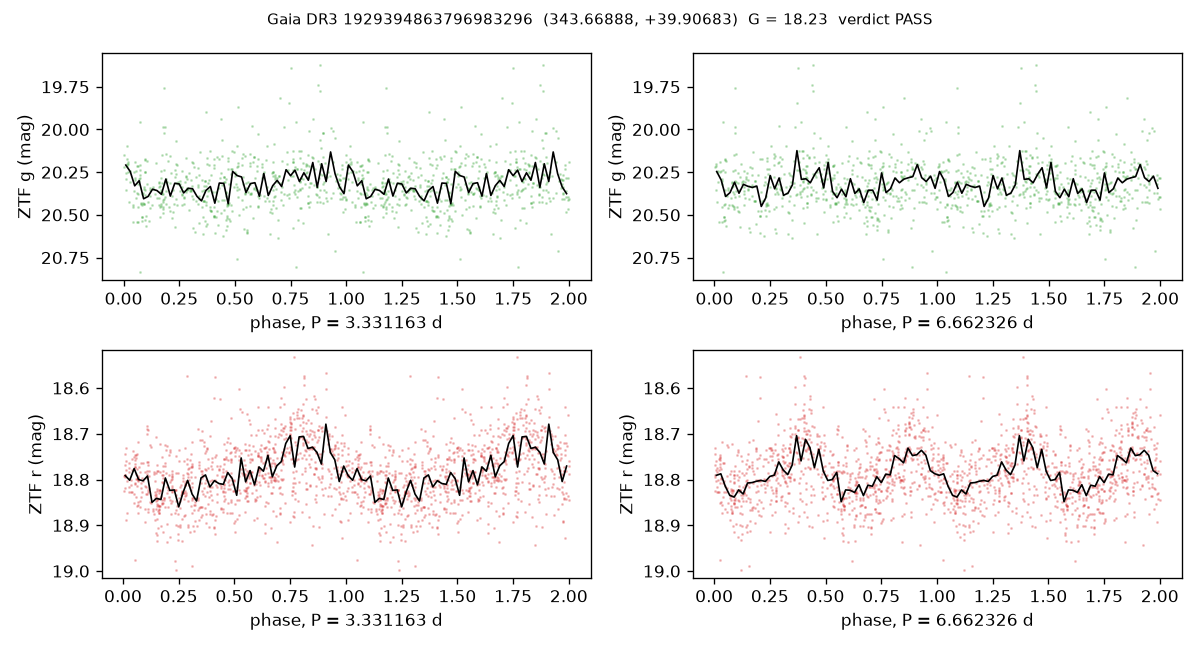 Gaia DR3 1929394863796983296  (343.66888, +39.90683)  G = 18.23  verdict PASS
ZTF g (mag)
19.75
20.00
20.25
20.50
20.75
0.00 0.25 0.50 0.75 1.00 1.25 1.50 1.75 2.00
phase, P = 3.331163 d
ZTF g (mag)
19.75
20.00
20.25
20.50
20.75
0.00 0.25 0.50 0.75 1.00 1.25 1.50 1.75 2.00
phase, P = 6.662326 d
ZTF r (mag)
18.6
18.7
18.8
18.9
19.0
0.00 0.25 0.50 0.75 1.00 1.25 1.50 1.75 2.00
phase, P = 3.331163 d
ZTF r (mag)
18.6
18.7
18.8
18.9
19.0
0.00 0.25 0.50 0.75 1.00 1.25 1.50 1.75 2.00
phase, P = 6.662326 d